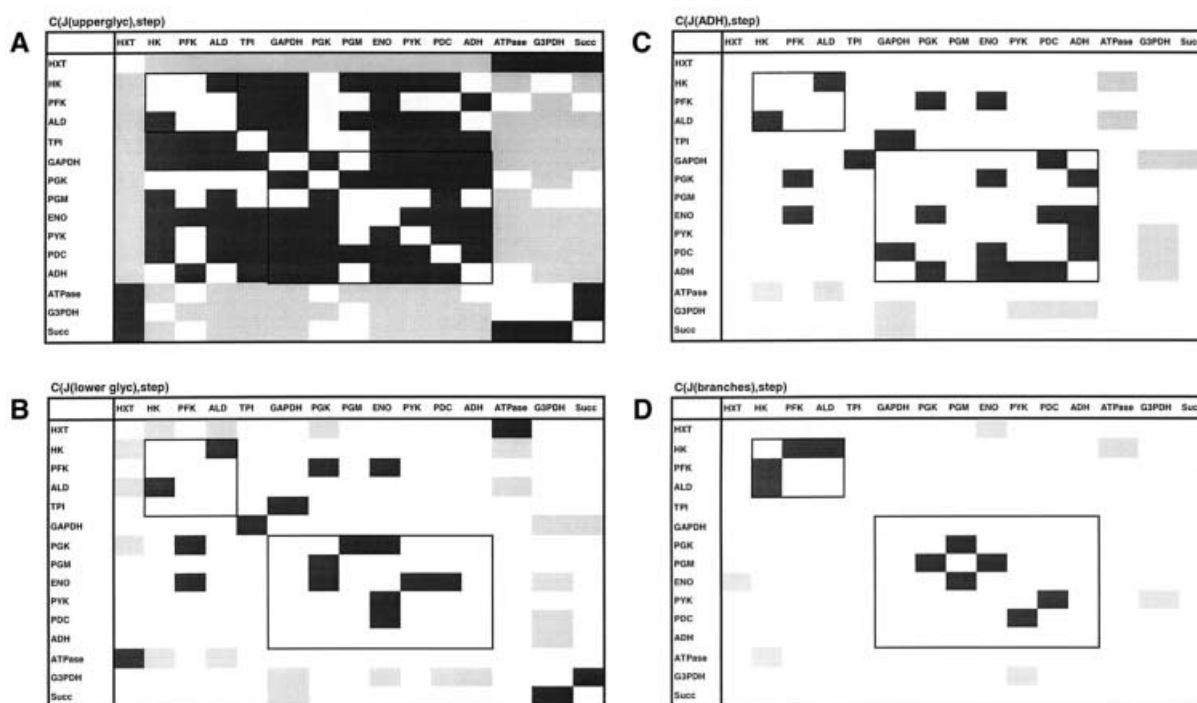 C(J(upperglyc),step)
A
HXT HK PFK ALD TPI GAPDH PGK PGM ENO PYK PDC ADH ATPase G3PDH Succ
HXT
HK
PFK
ALD
TPI
GAPDH
PGK
PGM
ENO
PYK
PDC
ADH
ATPase
G3PDH
Succ
C(J(ADH),step)
C
HXT HK PFK ALD TPI GAPDH PGK PGM ENO PYK PDC ADH ATPase G3PDH Succ
HXT
HK
PFK
ALD
TPI
GAPDH
PGK
PGM
ENO
PYK
PDC
ADH
ATPase
G3PDH
Succ
C(J(lower glyc),step)
B
HXT HK PFK ALD TPI GAPDH PGK PGM ENO PYK PDC ADH ATPase G3PDH Succ
HXT
HK
PFK
ALD
TPI
GAPDH
PGK
PGM
ENO
PYK
PDC
ADH
ATPase
G3PDH
Succ
C(J(branches),step)
D
HXT HK PFK ALD TPI GAPDH PGK PGM ENO PYK PDC ADH ATPase G3PDH Succ
HXT
HK
PFK
ALD
TPI
GAPDH
PGK
PGM
ENO
PYK
PDC
ADH
ATPase
G3PDH
Succ